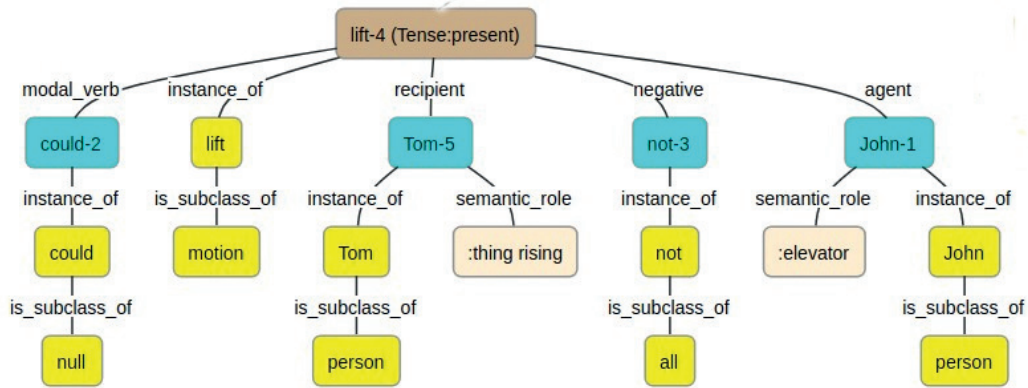 lift-4 (Tense:present)
modal_verb instance_of recipient negative agent
could-2 lift Tom-5 not-3 John-1
instance_of is_subclass_of instance_of semantic_role instance_of semantic_role instance_of
could motion Tom :thing rising not :elevator John
is_subclass_of is_subclass_of is_subclass_of is_subclass_of
null person all person